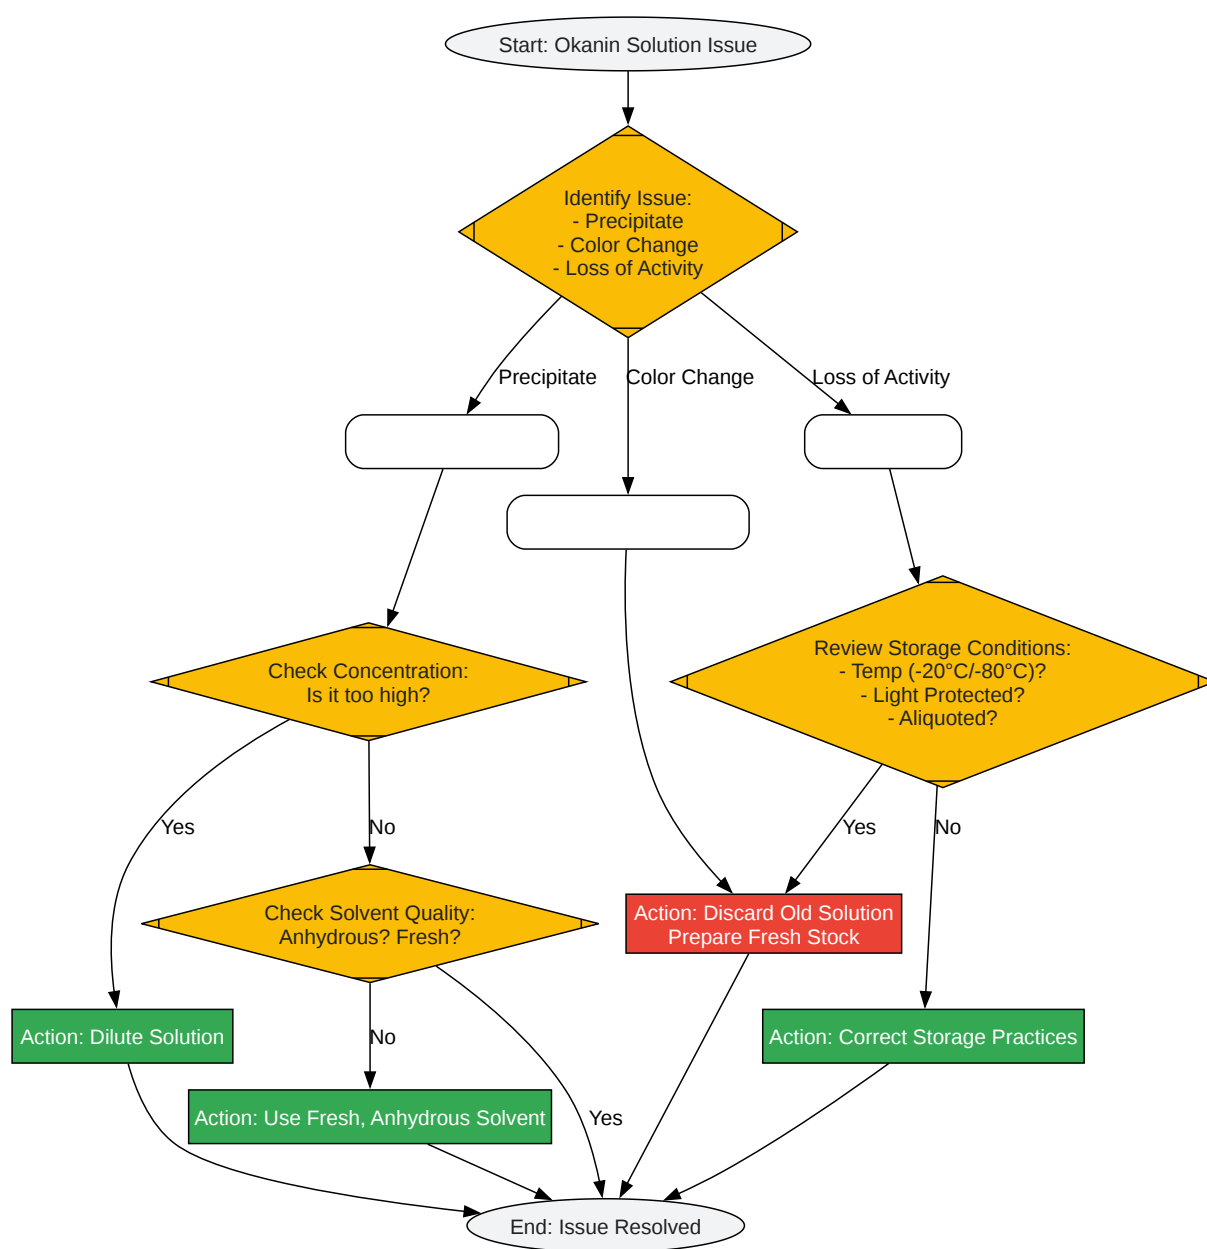 Start: Okanin Solution Issue
Identify Issue:
- Precipitate
- Color Change
- Loss of Activity
Precipitate
Color Change
Loss of Activity
Check Concentration:
Is it too high?
Review Storage Conditions:
- Temp (-20°C/-80°C)?
- Light Protected?
- Aliquoted?
Yes
No
Yes
No
Check Solvent Quality:
Anhydrous? Fresh?
Action: Discard Old Solution
Prepare Fresh Stock
Action: Dilute Solution
No
Action: Correct Storage Practices
Action: Use Fresh, Anhydrous Solvent
Yes
End: Issue Resolved